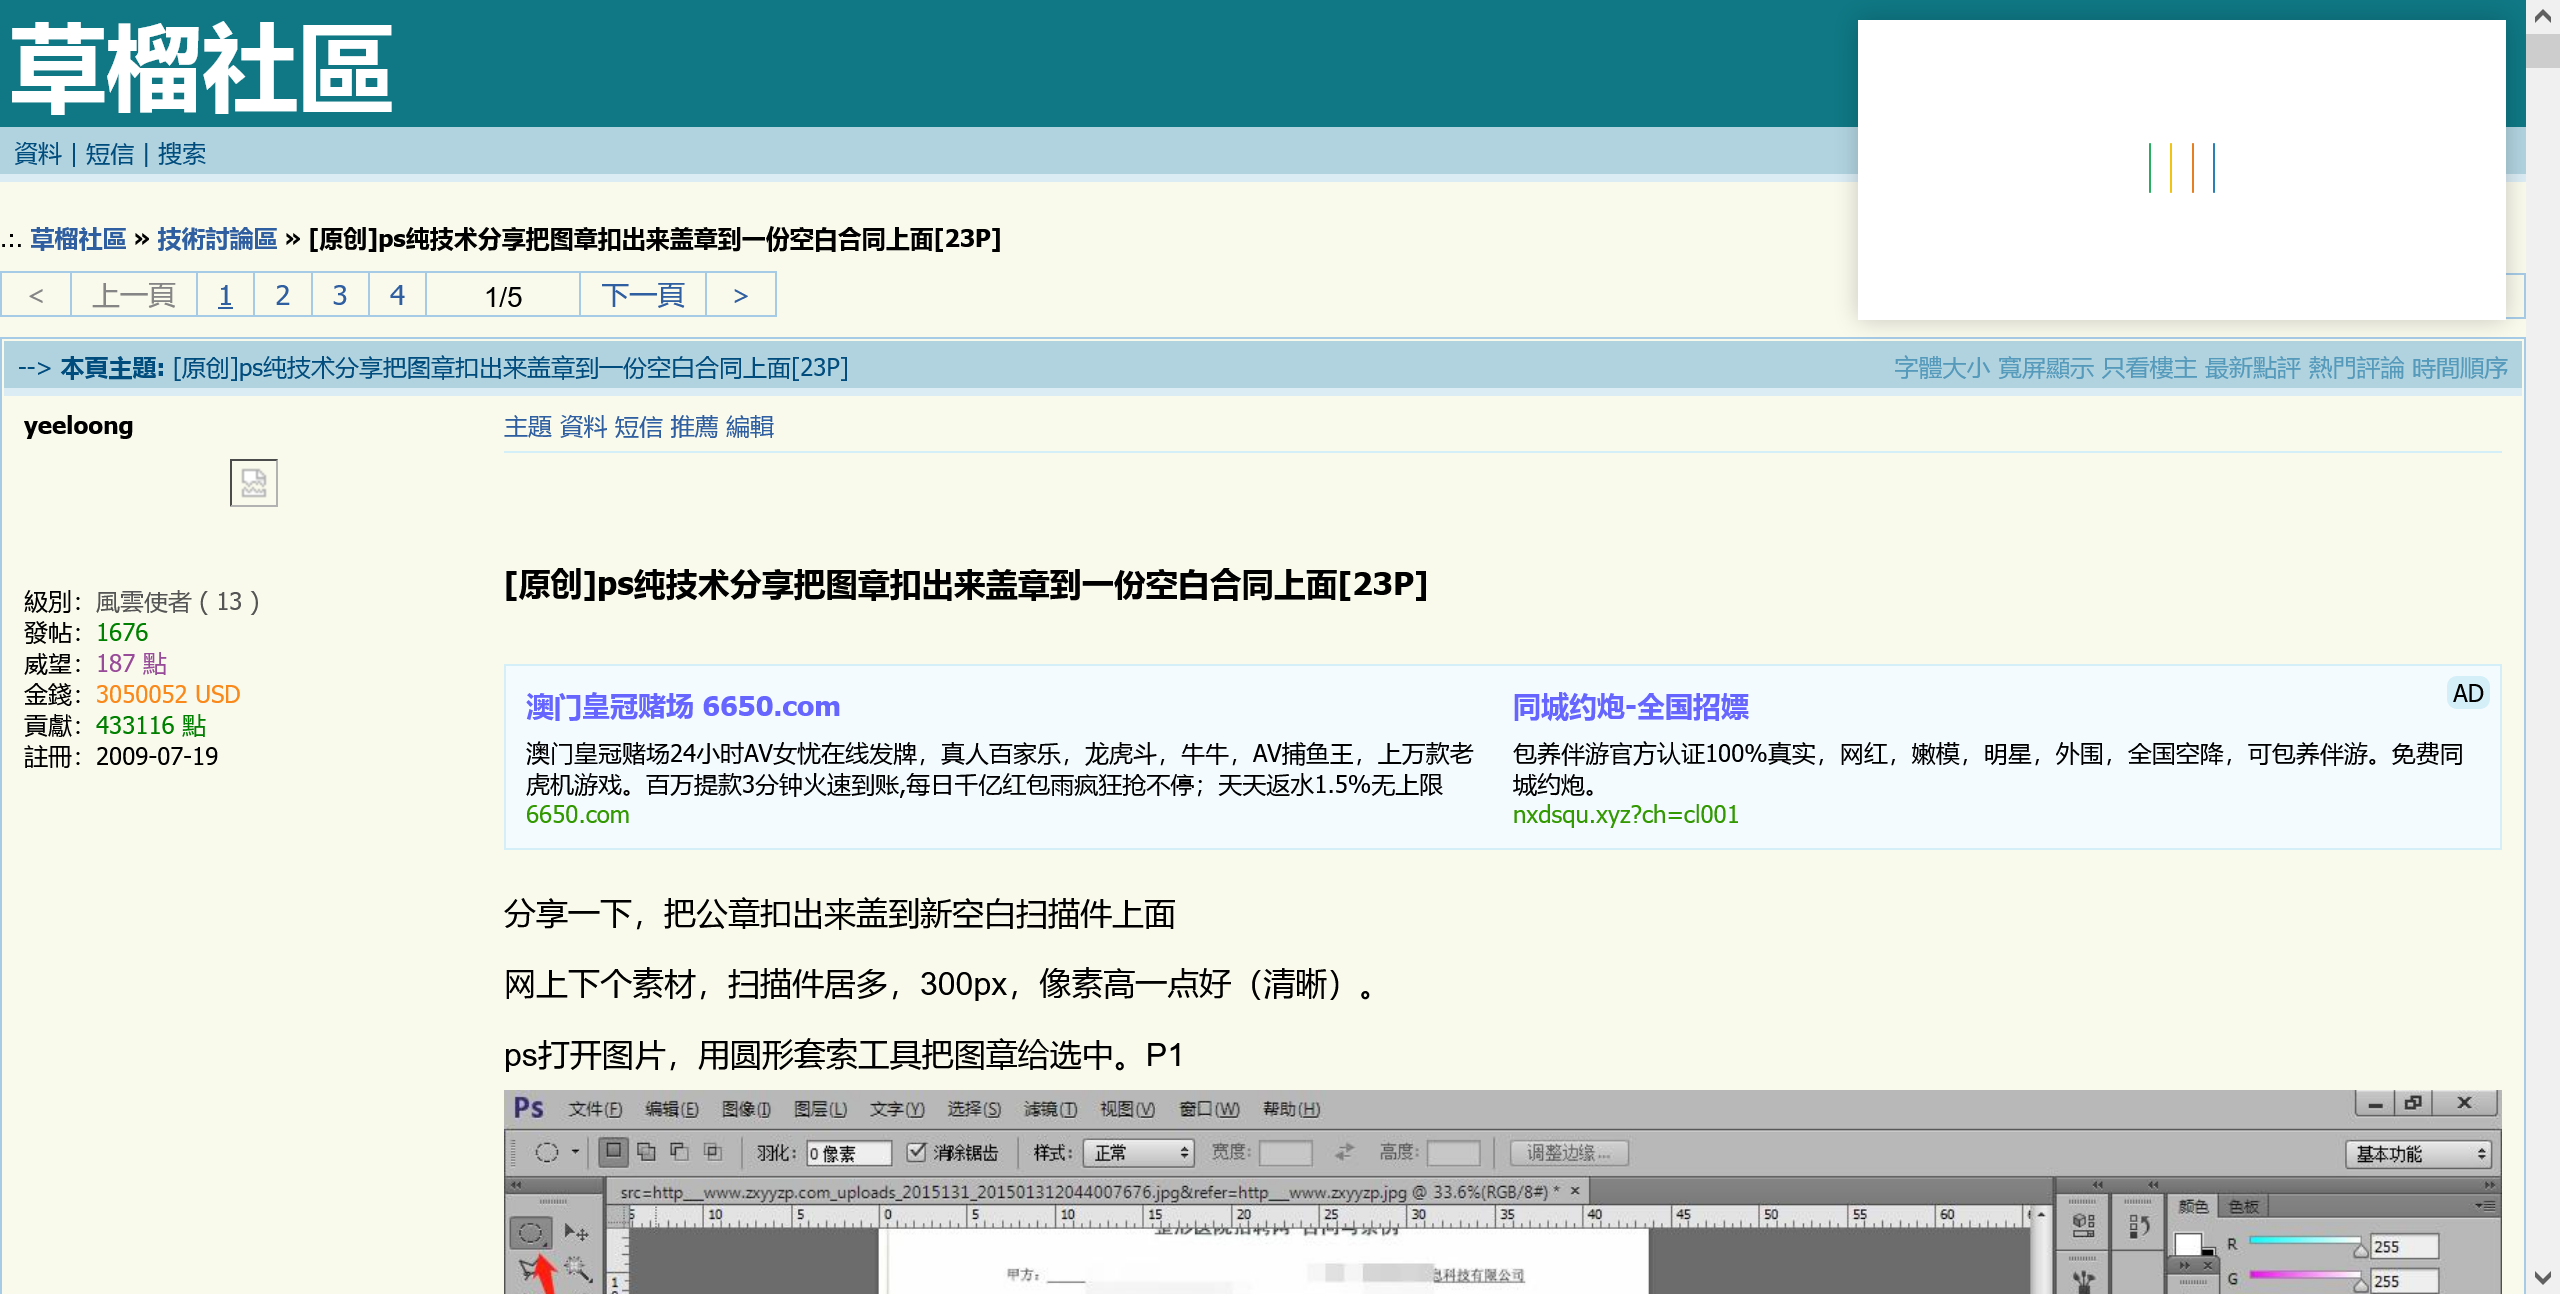 草榴社區
資料 | 短信 | 搜索
.:. 草榴社區 » 技術討論區 » [原创]ps纯技术分享把图章扣出来盖章到一份空白合同上面[23P]
< 上一頁 1 2 3 4 1/5 下一頁 >
--> 本頁主題: [原创]ps纯技术分享把图章扣出来盖章到一份空白合同上面[23P]
字體大小 寬屏顯示 只看樓主 最新點評 熱門評論 時間順序
yeeloong
級別：風雲使者 ( 13 )
發帖：1676
威望：187 點
金錢：3050052 USD
貢獻：433116 點
註冊：2009-07-19
主題 資料 短信 推薦 編輯
[原创]ps纯技术分享把图章扣出来盖章到一份空白合同上面[23P]
AD
澳门皇冠赌场 6650.com
澳门皇冠赌场24小时AV女忧在线发牌，真人百家乐，龙虎斗，牛牛，AV捕鱼王，上万款老
虎机游戏。百万提款3分钟火速到账,每日千亿红包雨疯狂抢不停；天天返水1.5%无上限
6650.com
同城约炮-全国招嫖
包养伴游官方认证100%真实，网红，嫩模，明星，外围，全国空降，可包养伴游。免费同
城约炮。
nxdsqu.xyz?ch=cl001
分享一下，把公章扣出来盖到新空白扫描件上面
网上下个素材，扫描件居多，300px，像素高一点好（清晰）。
ps打开图片，用圆形套索工具把图章给选中。P1
Ps 文件(F) 编辑(E) 图像(I) 图层(L) 文字(Y) 选择(S) 滤镜(T) 视图(V) 窗口(W) 帮助(H)
羽化: 0 像素 消除锯齿 样式: 正常 宽度: 高度: 调整边缘... 基本功能
src=http___www.zxyyzp.com_uploads_2015131_201501312044007676.jpg&refer=http___www.zxyyzp.jpg @ 33.6%(RGB/8#) * ×
颜色 色板
5 10 5 0 5 10 15 20 25 30 35 40 45 50 55 60
R 255
甲方: 息科技有限公司
G 255
1